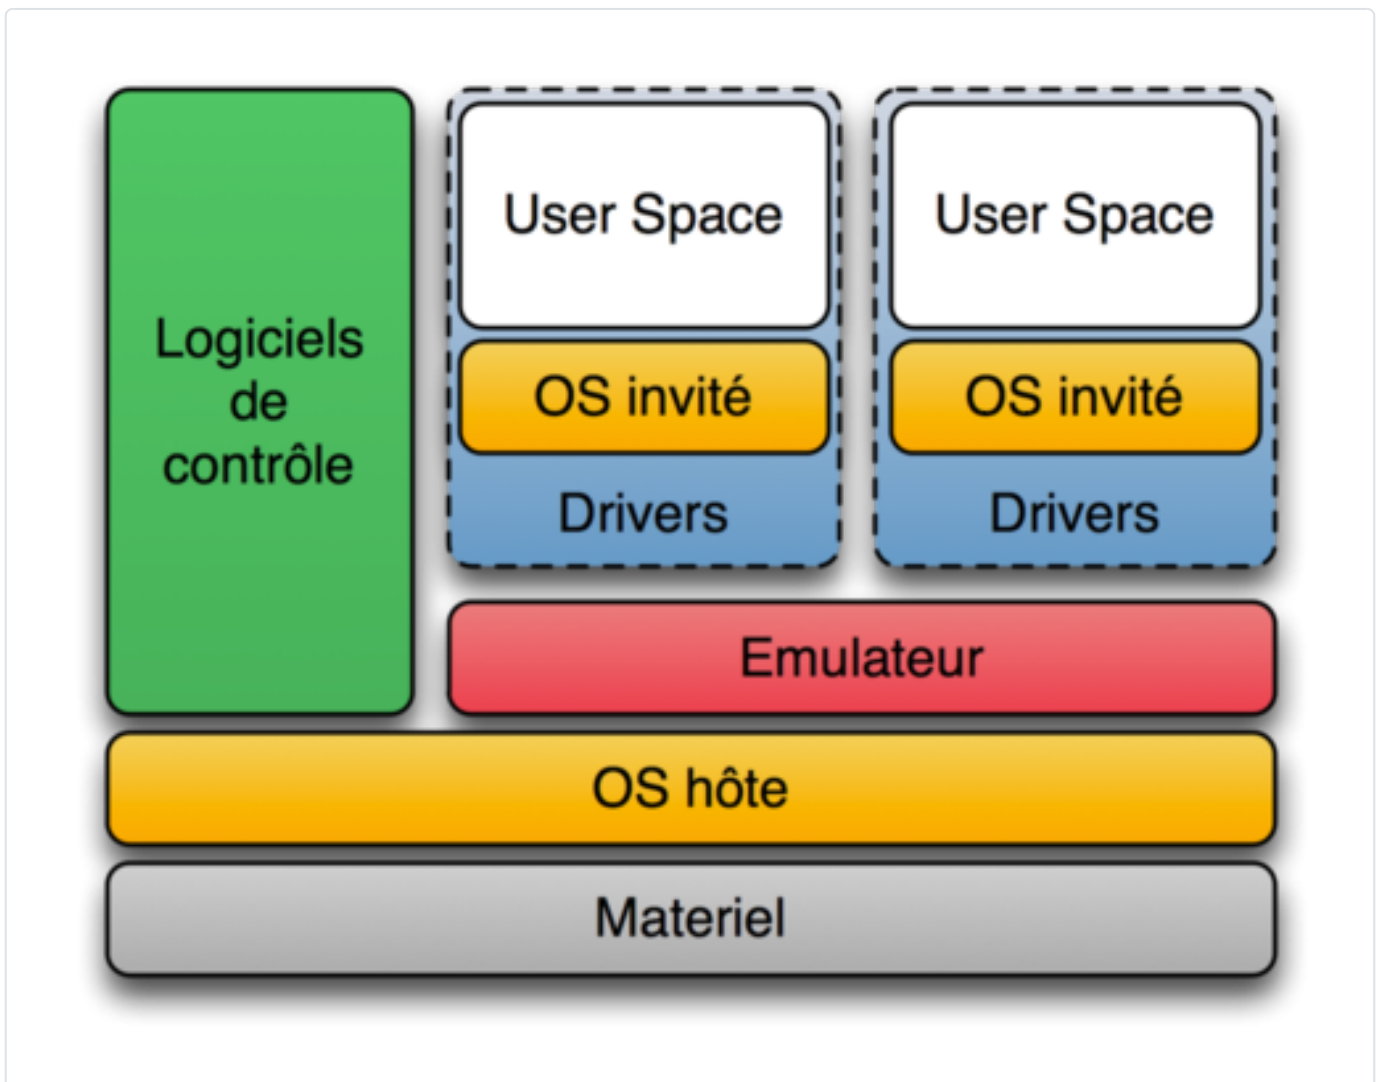 Logiciels
de
contrôle
User Space
OS invité
Drivers
User Space
OS invité
Drivers
Emulateur
OS hôte
Materiel